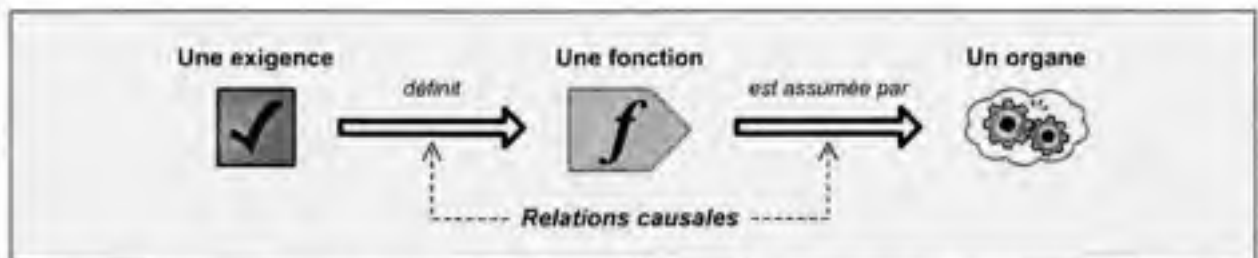 Une exigence
Une fonction
Un organe
définit
est assumée par
f
Relations causales